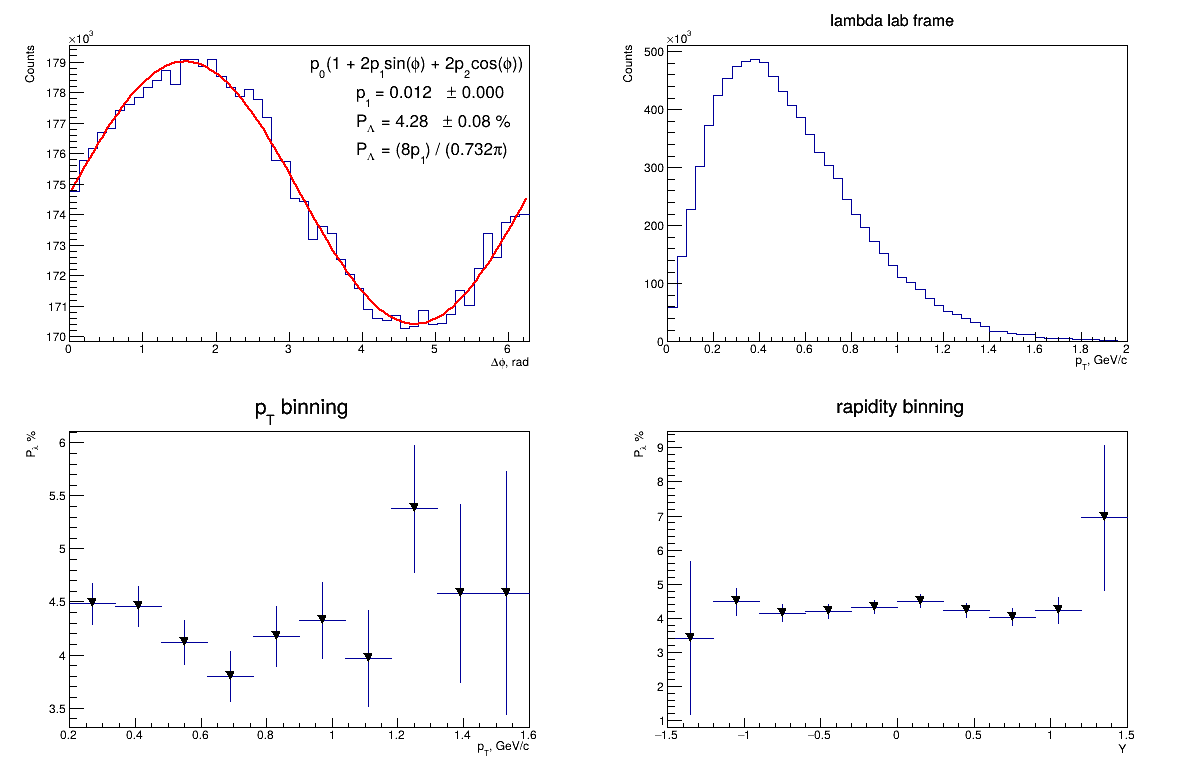 ×10³
Counts
179
178
177
176
175
174
173
172
171
170
0 1 2 3 4 5 6
Δϕ, rad
p₀(1 + 2p₁sin(ϕ) + 2p₂cos(ϕ))
p₁ = 0.012 ± 0.000
P_Λ = 4.28 ± 0.08 %
P_Λ = (8p₁) / (0.732π)
lambda lab frame
×10³
Counts
500
400
300
200
100
0
0 0.2 0.4 0.6 0.8 1 1.2 1.4 1.6 1.8 2
p_T, GeV/c
p_T binning
P_λ %
6
5.5
5
4.5
4
3.5
0.2 0.4 0.6 0.8 1 1.2 1.4 1.6
p_T, GeV/c
rapidity binning
P_λ %
9
8
7
6
5
4
3
2
1
−1.5 −1 −0.5 0 0.5 1 1.5
Y